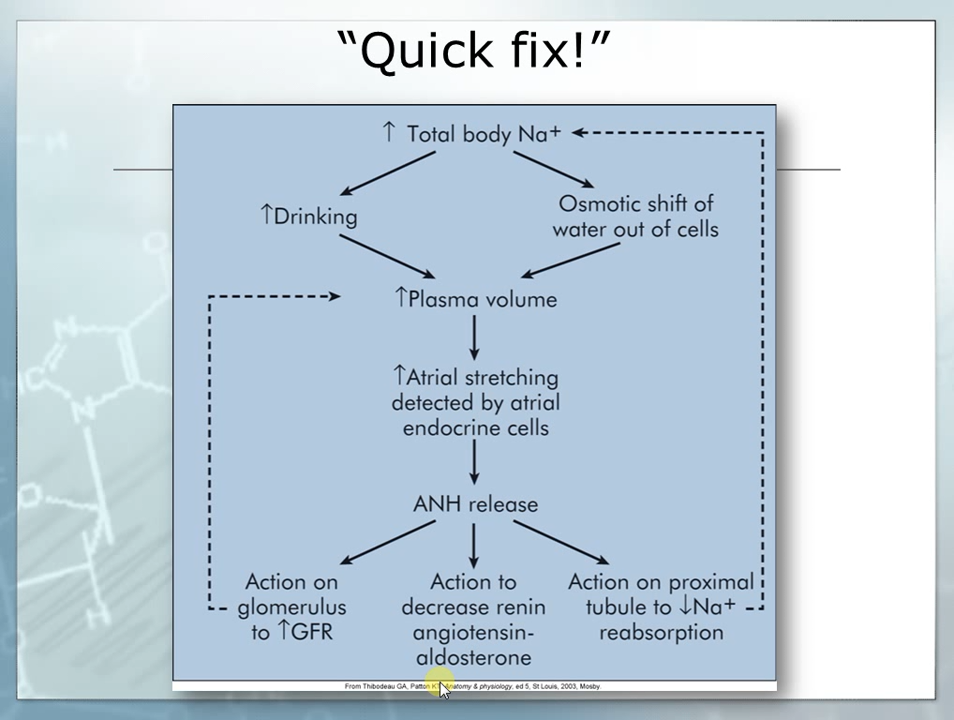 “Quick fix!”
↑ Total body Na+
↑Drinking
Osmotic shift of
water out of cells
↑Plasma volume
↑Atrial stretching
detected by atrial
endocrine cells
ANH release
Action on
glomerulus
to ↑GFR
Action to
decrease renin
angiotensin-
aldosterone
Action on proximal
tubule to ↓Na+
reabsorption
From Thibodeau GA, Patton Anatomy & physiology, ed 5, St Louis, 2003, Mosby.
N
N
N
O
O
H
H